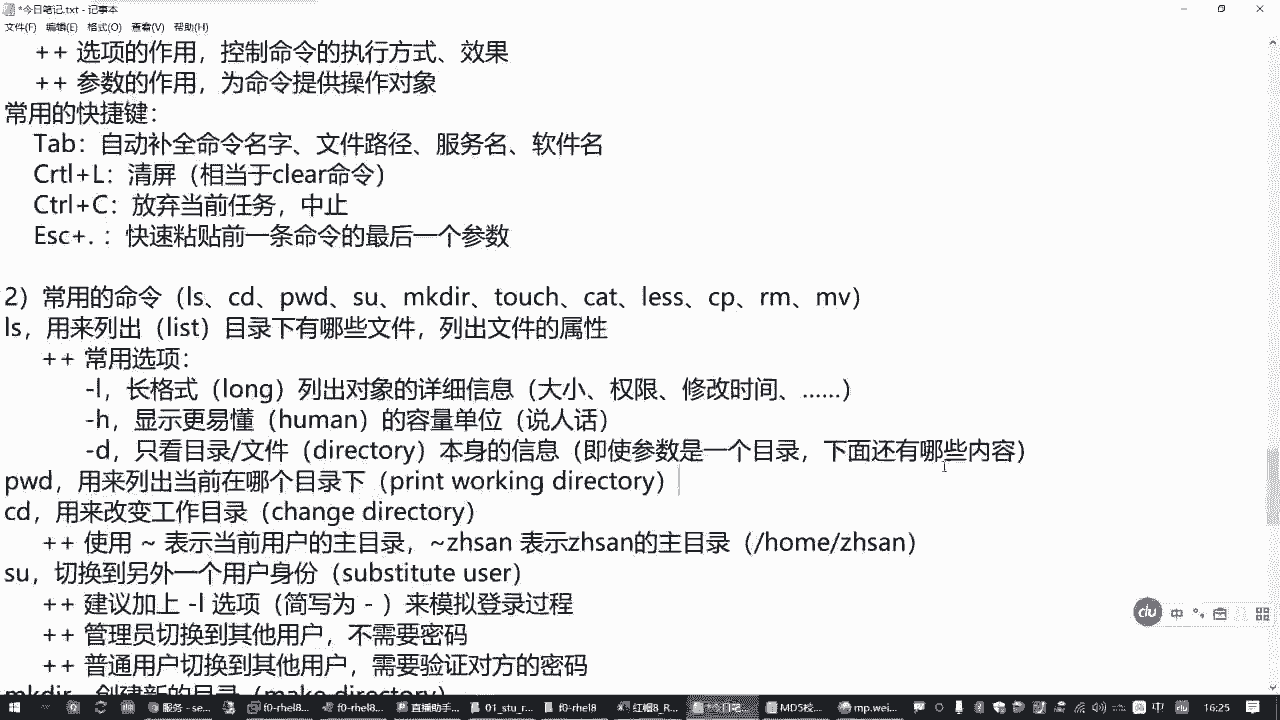 *今日笔记.txt - 记事本
文件(F) 编辑(E) 格式(O) 查看(V) 帮助(H)
++ 选项的作用，控制命令的执行方式、效果
++ 参数的作用，为命令提供操作对象
常用的快捷键：
Tab：自动补全命令名字、文件路径、服务名、软件名
Crtl+L：清屏（相当于clear命令）
Ctrl+C：放弃当前任务，中止
Esc+. ：快速粘贴前一条命令的最后一个参数
2）常用的命令（ls、cd、pwd、su、mkdir、touch、cat、less、cp、rm、mv）
ls，用来列出（list）目录下有哪些文件，列出文件的属性
++ 常用选项：
-l，长格式（long）列出对象的详细信息（大小、权限、修改时间、……）
-h，显示更易懂（human）的容量单位（说人话）
-d，只看目录/文件（directory）本身的信息（即使参数是一个目录，下面还有哪些内容）
pwd，用来列出当前在哪个目录下（print working directory）
cd，用来改变工作目录（change directory）
++ 使用 ~ 表示当前用户的主目录，~zhsan 表示zhsan的主目录（/home/zhsan）
su，切换到另外一个用户身份（substitute user）
++ 建议加上 -l 选项（简写为 - ）来模拟登录过程
++ 管理员切换到其他用户，不需要密码
++ 普通用户切换到其他用户，需要验证对方的密码
mkdir，创建新的目录（make directory）
du 中
服务 - se... f0-rhel8... f0-rhel8... 直播助手... 01_stu_r... f0-rhel8 红帽8_R... *今日笔... MD5校... mp.wei... 中 du 16:25